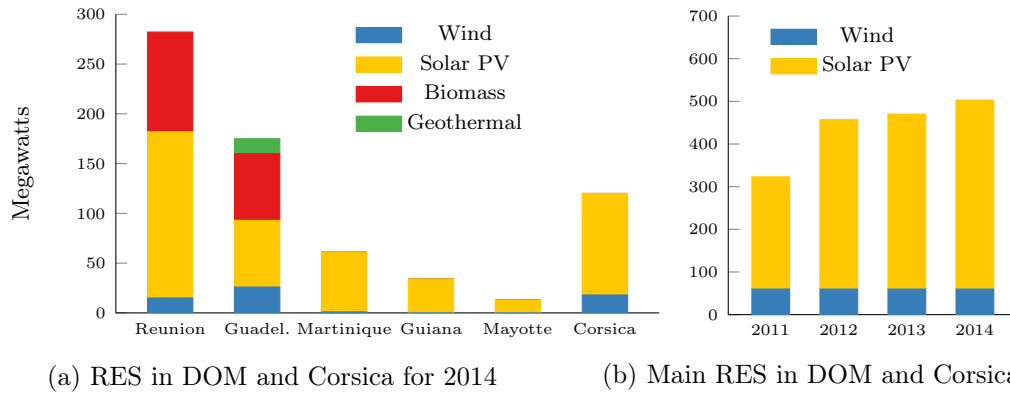 300
250
200
150
100
50
0
Megawatts
Wind
Solar PV
Biomass
Geothermal
Reunion Guadel. Martinique Guiana Mayotte Corsica
(a) RES in DOM and Corsica for 2014
700
600
500
400
300
200
100
0
Wind
Solar PV
2011 2012 2013 2014
(b) Main RES in DOM and Corsica